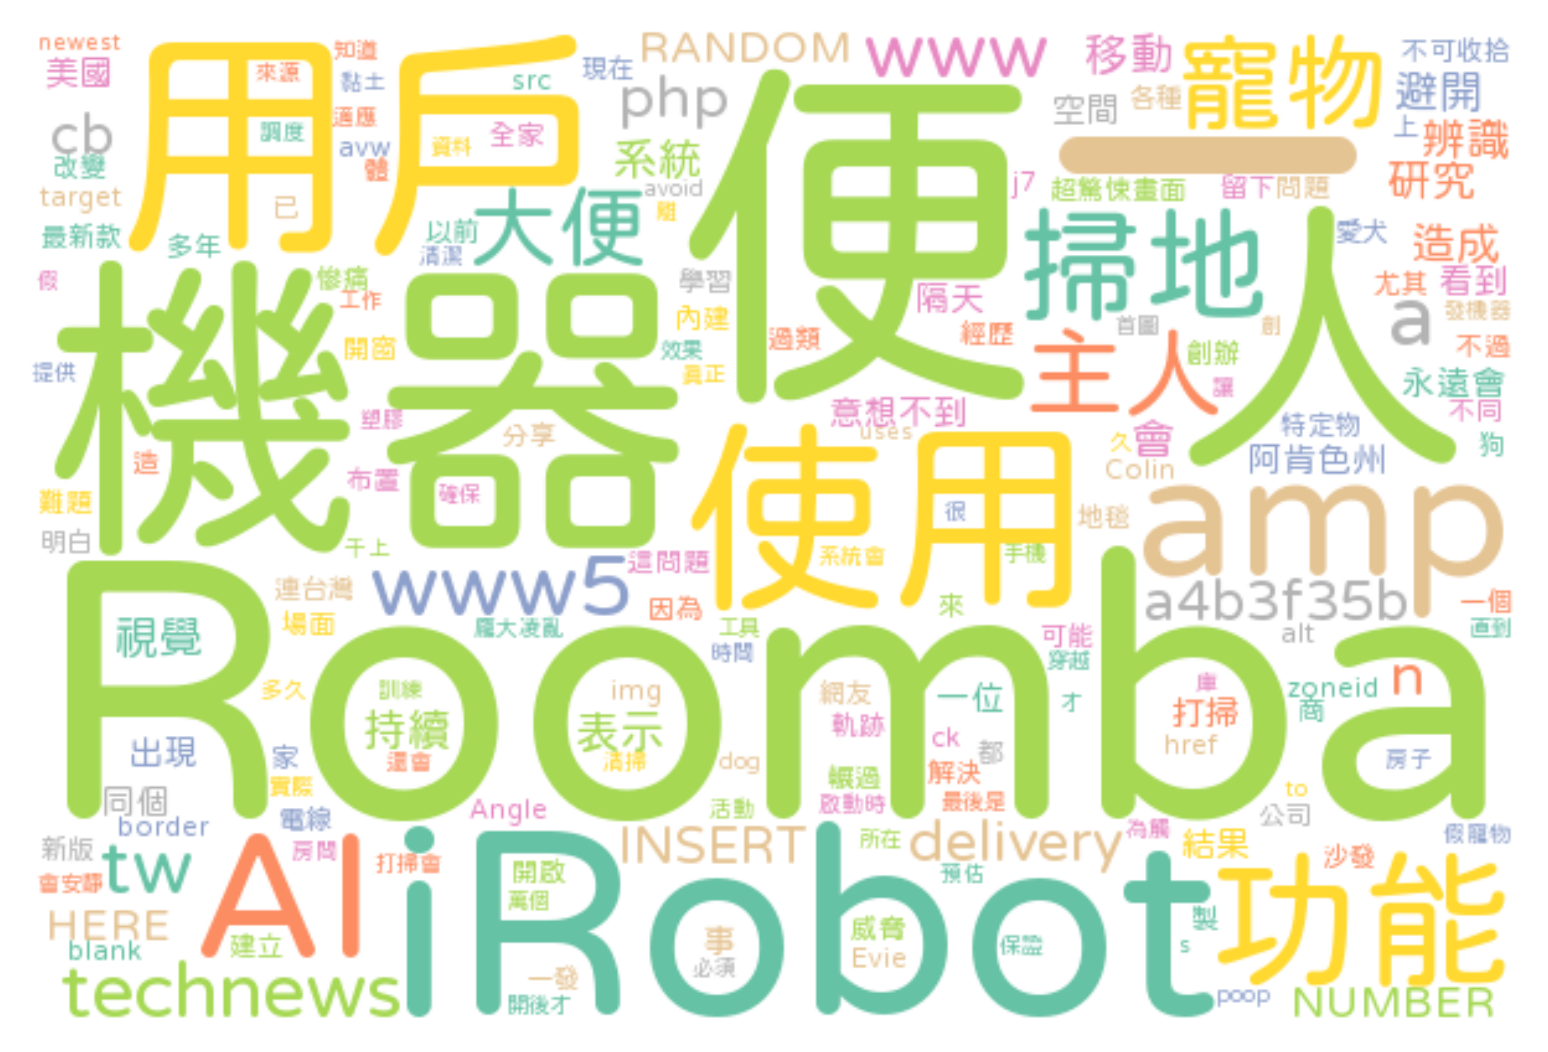 newest
美國
用戶
知道
來源
黏土
適應
調度
avw
體
資料
全家
src
現在
RANDOM
php
www
移動
寵物
不可收拾
避開
空間
各種
上
辨識
研究
一
cb
改變
target
已
系統
avoid
離
j7
超驚悚畫面
留下
問題
最新款
多年
以前
清潔
大便
便
掃地
人
愛犬
造成
尤其
看到
假
慘痛
工作
機器
學習
隔天
首圖
創
a
發機器
內建
過類
經歷
開窗
效果
真正
主人
創辦
讓
不過
永遠會
不同
提供
塑膠
分享
意想不到
uses
久
會
特定物
狗
造
布置
確保
使用
很
Colin
阿肯色州
難題
明白
干上
系統會
手機
地毯
amp
www5
這問題
連台灣
場面
龐大凌亂
因為
工具
來
a4b3f35b
alt
一個
直到
Roomba
視覺
時間
可能
穿越
多久
訓練
持續
img
表示
網友
軌跡
一位
才
庫
打掃
href
zoneid
商
n
出現
家
實際
還會
清掃
dog
輾過
ck
都
解決
房子
同個
border
電線
Angle
活動
啟動時
最後是
to
公司
新版
tw
會安靜
房間
打掃會
INSERT
所在
delivery
為觸
結果
沙發
假寵物
HERE
blank
AI
建立
iRobot
開啟
萬個
事
必須
威脅
Evie
預估
保證
製
s
功能
technews
一發
開後才
poop
NUMBER